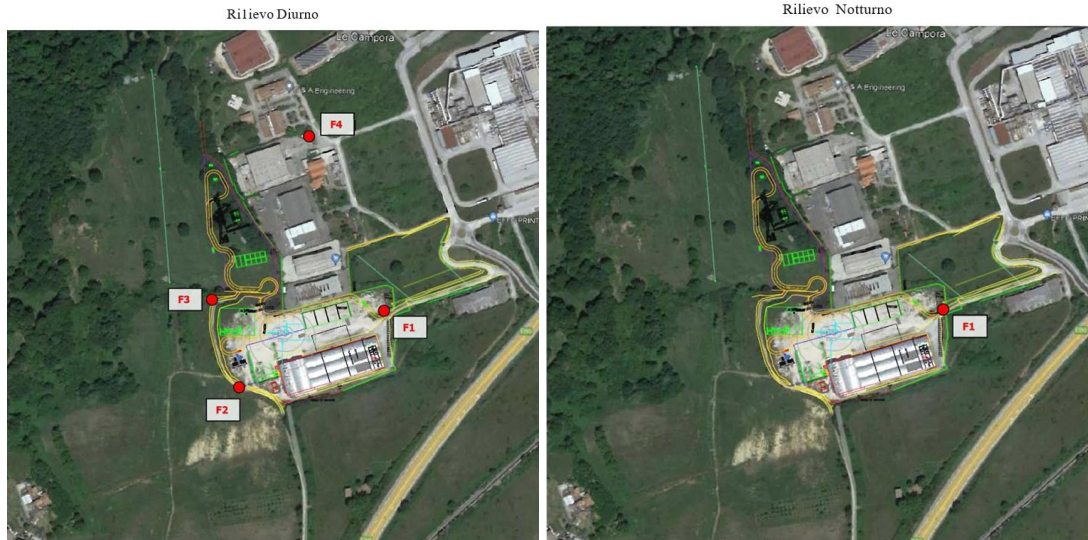 Ri1ievo Diurno
Rilievo Notturno
Le Campora
S A Engineering
F4
F3
F1
F2
Le Campora
S A Engineering
F1